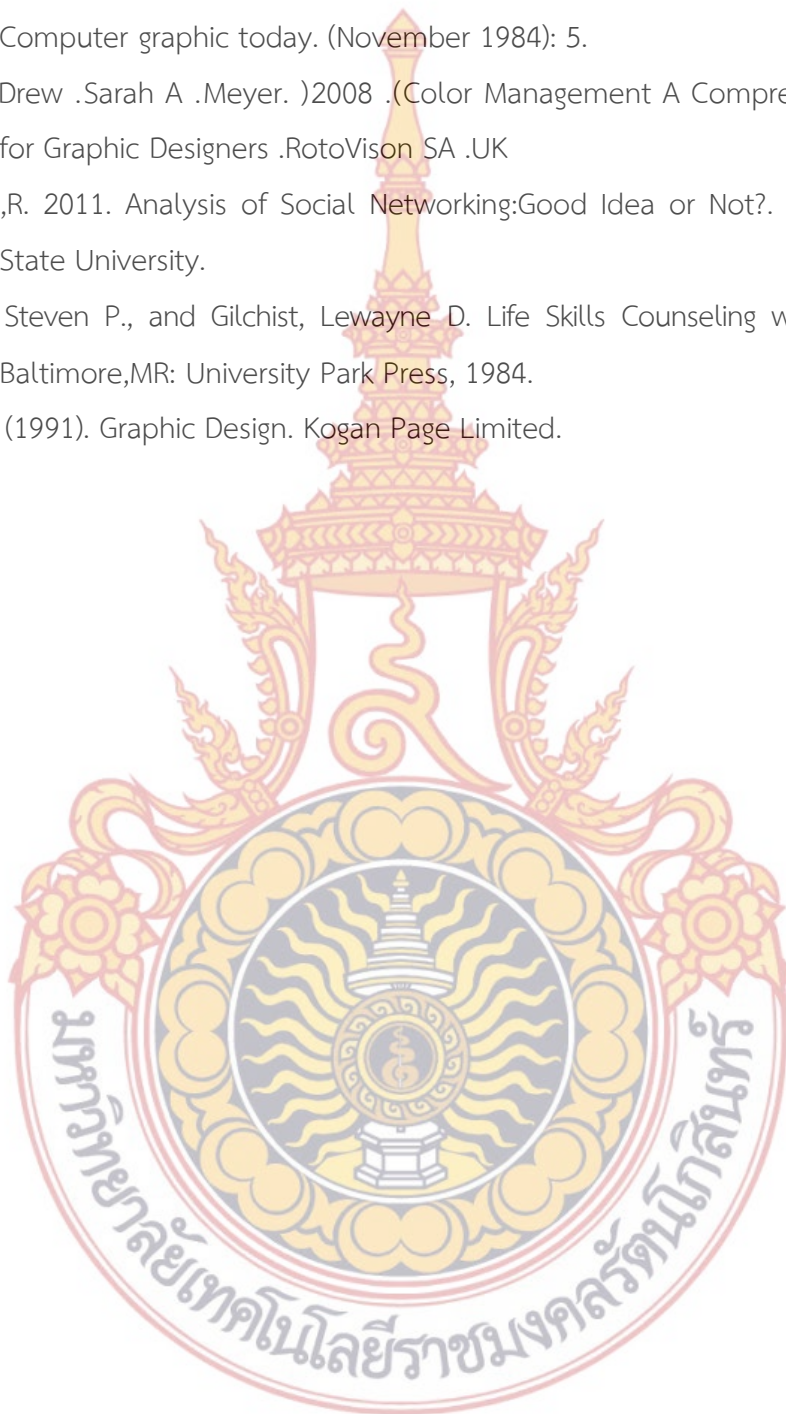 Computer graphic today. (November 1984): 5.
Drew .Sarah A .Meyer. )2008 .(Color Management A Compre
for Graphic Designers .RotoVison SA .UK
,R. 2011. Analysis of Social Networking:Good Idea or Not?.
State University.
Steven P., and Gilchist, Lewayne D. Life Skills Counseling w
Baltimore,MR: University Park Press, 1984.
(1991). Graphic Design. Kogan Page Limited.
มหาวิทยาลัยเทคโนโลยีราชมงคลรัตนโกสินทร์